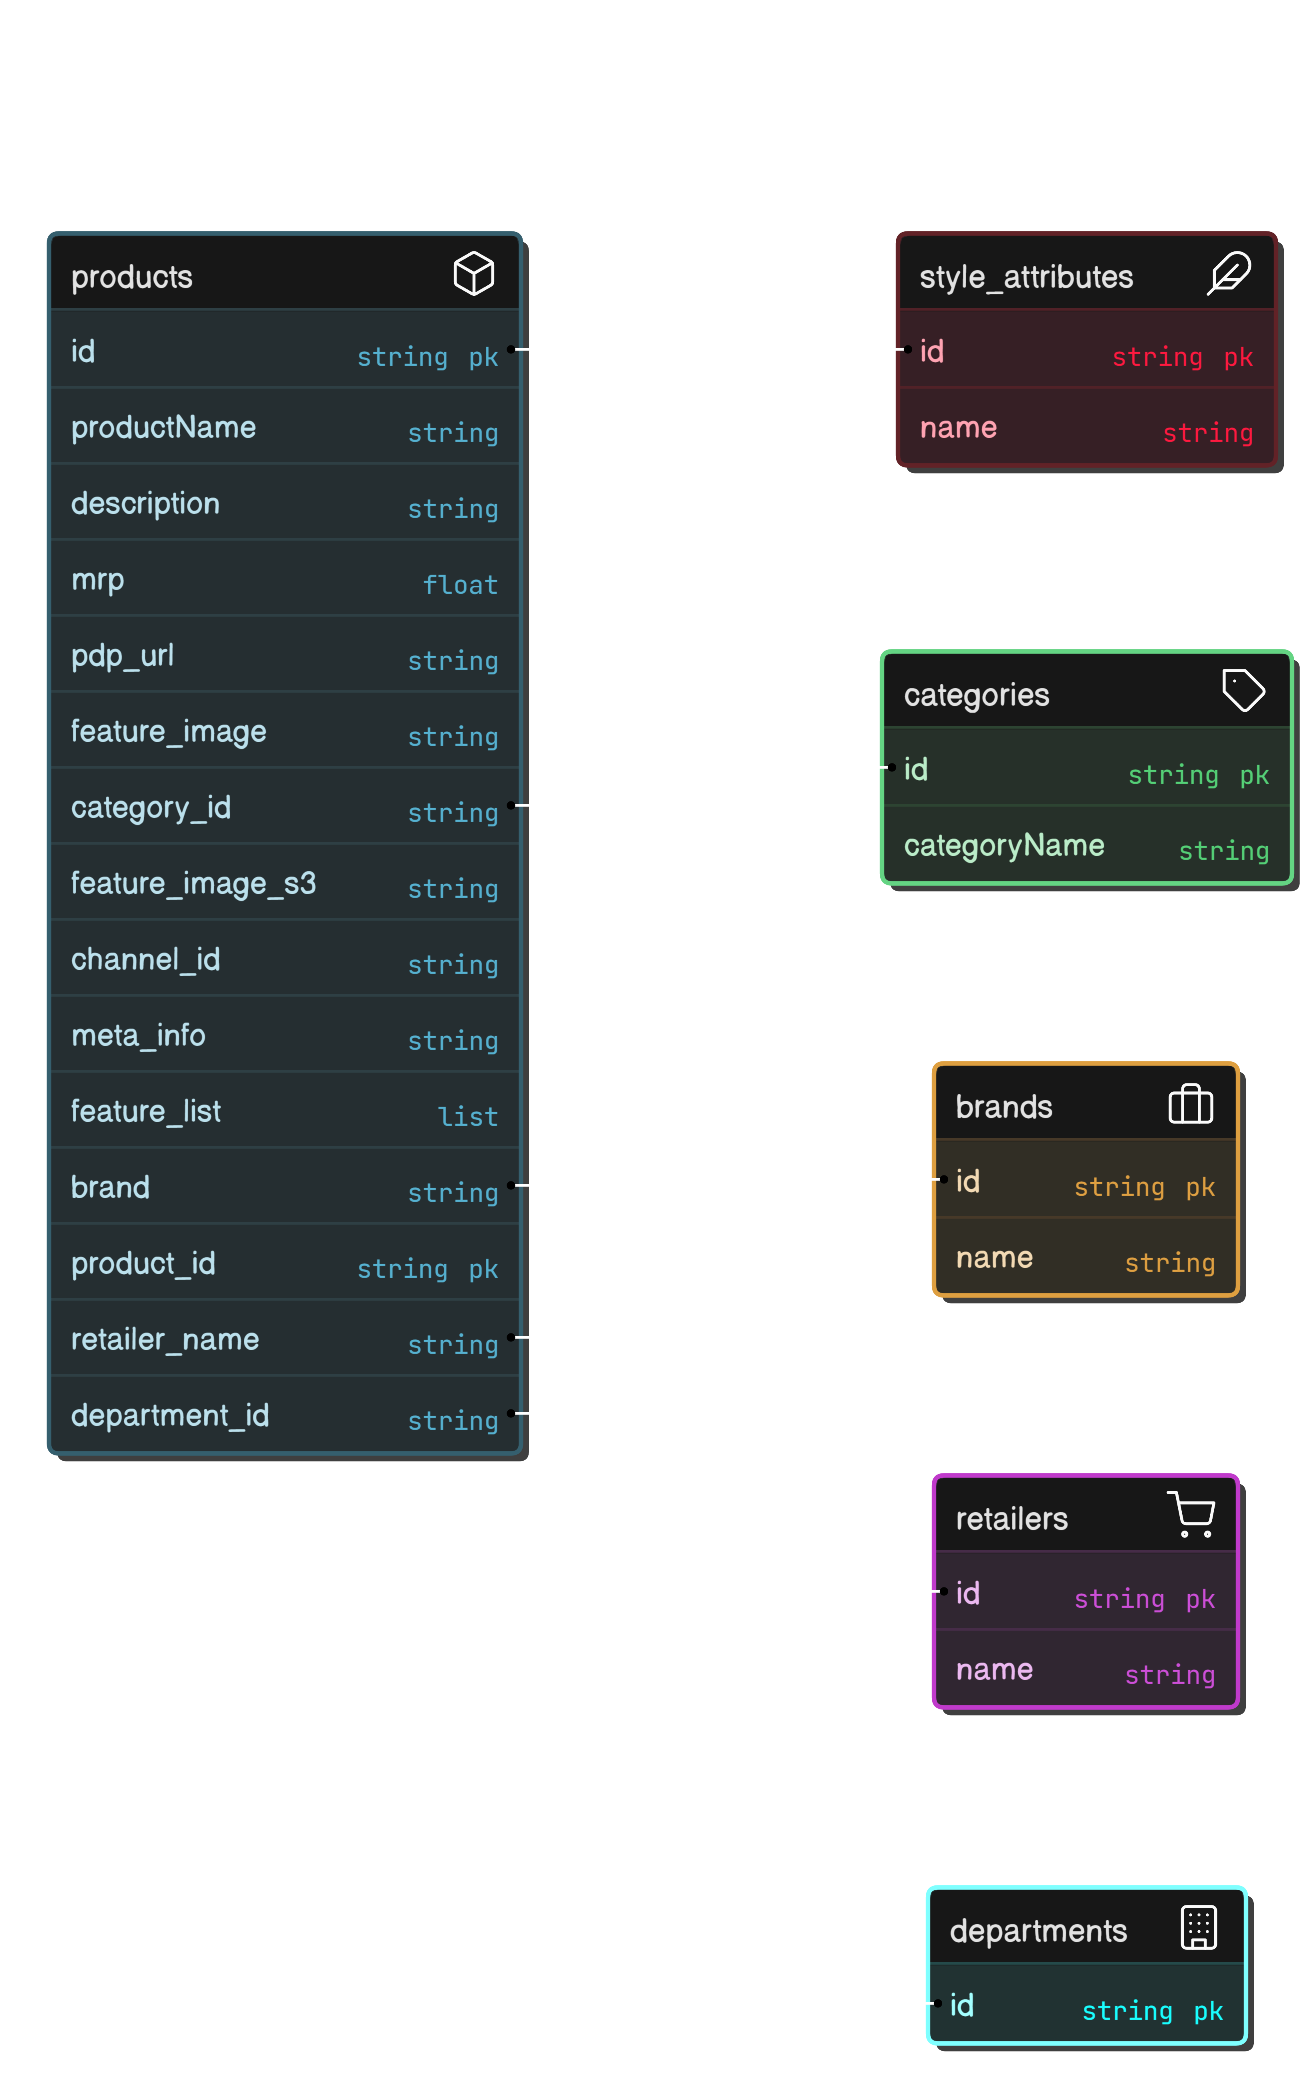 products
id string pk
productName string
description string
mrp float
pdp_url string
feature_image string
category_id string
feature_image_s3 string
channel_id string
meta_info string
feature_list list
brand string
product_id string pk
retailer_name string
department_id string
style_attributes
id string pk
name string
categories
id string pk
categoryName string
brands
id string pk
name string
retailers
id string pk
name string
departments
id string pk